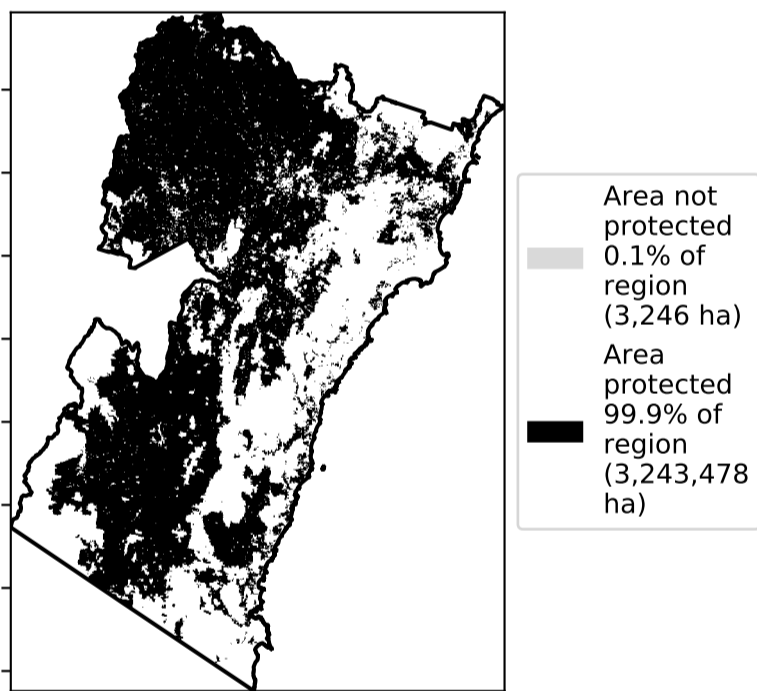 Area not
protected
0.1% of
region
(3,246 ha)
Area
protected
99.9% of
region
(3,243,478
ha)